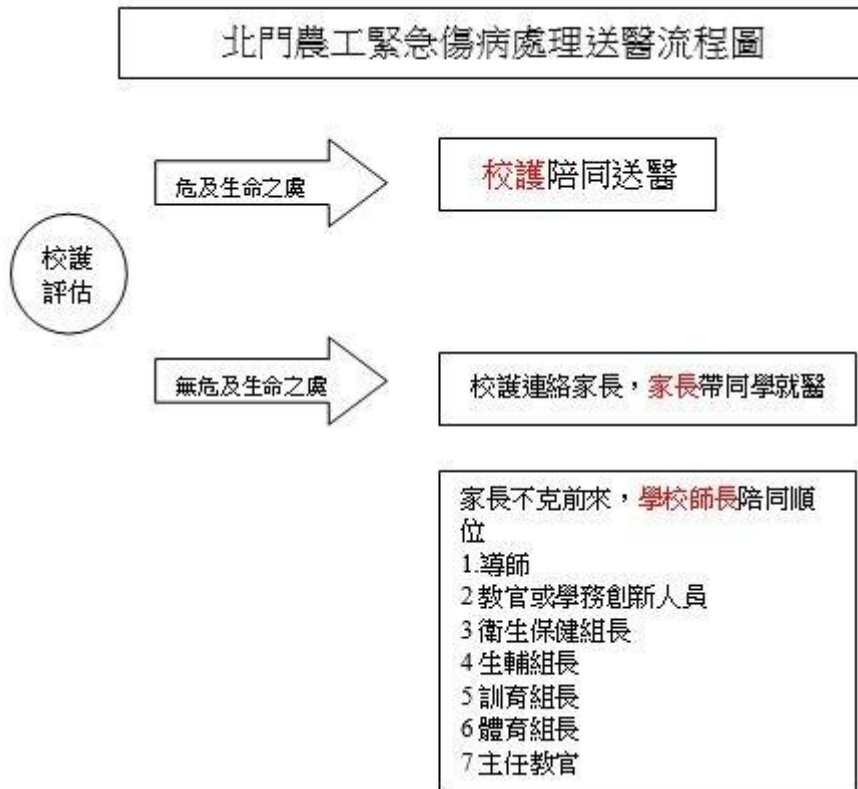 北門農工緊急傷病處理送醫流程圖
危及生命之虞
校護陪同送醫
校護
評估
無危及生命之虞
校護連絡家長，家長帶同學就醫
家長不克前來，學校師長陪同順
位
1.導師
2 教官或學務創新人員
3 衛生保健組長
4 生輔組長
5 訓育組長
6 體育組長
7 主任教官